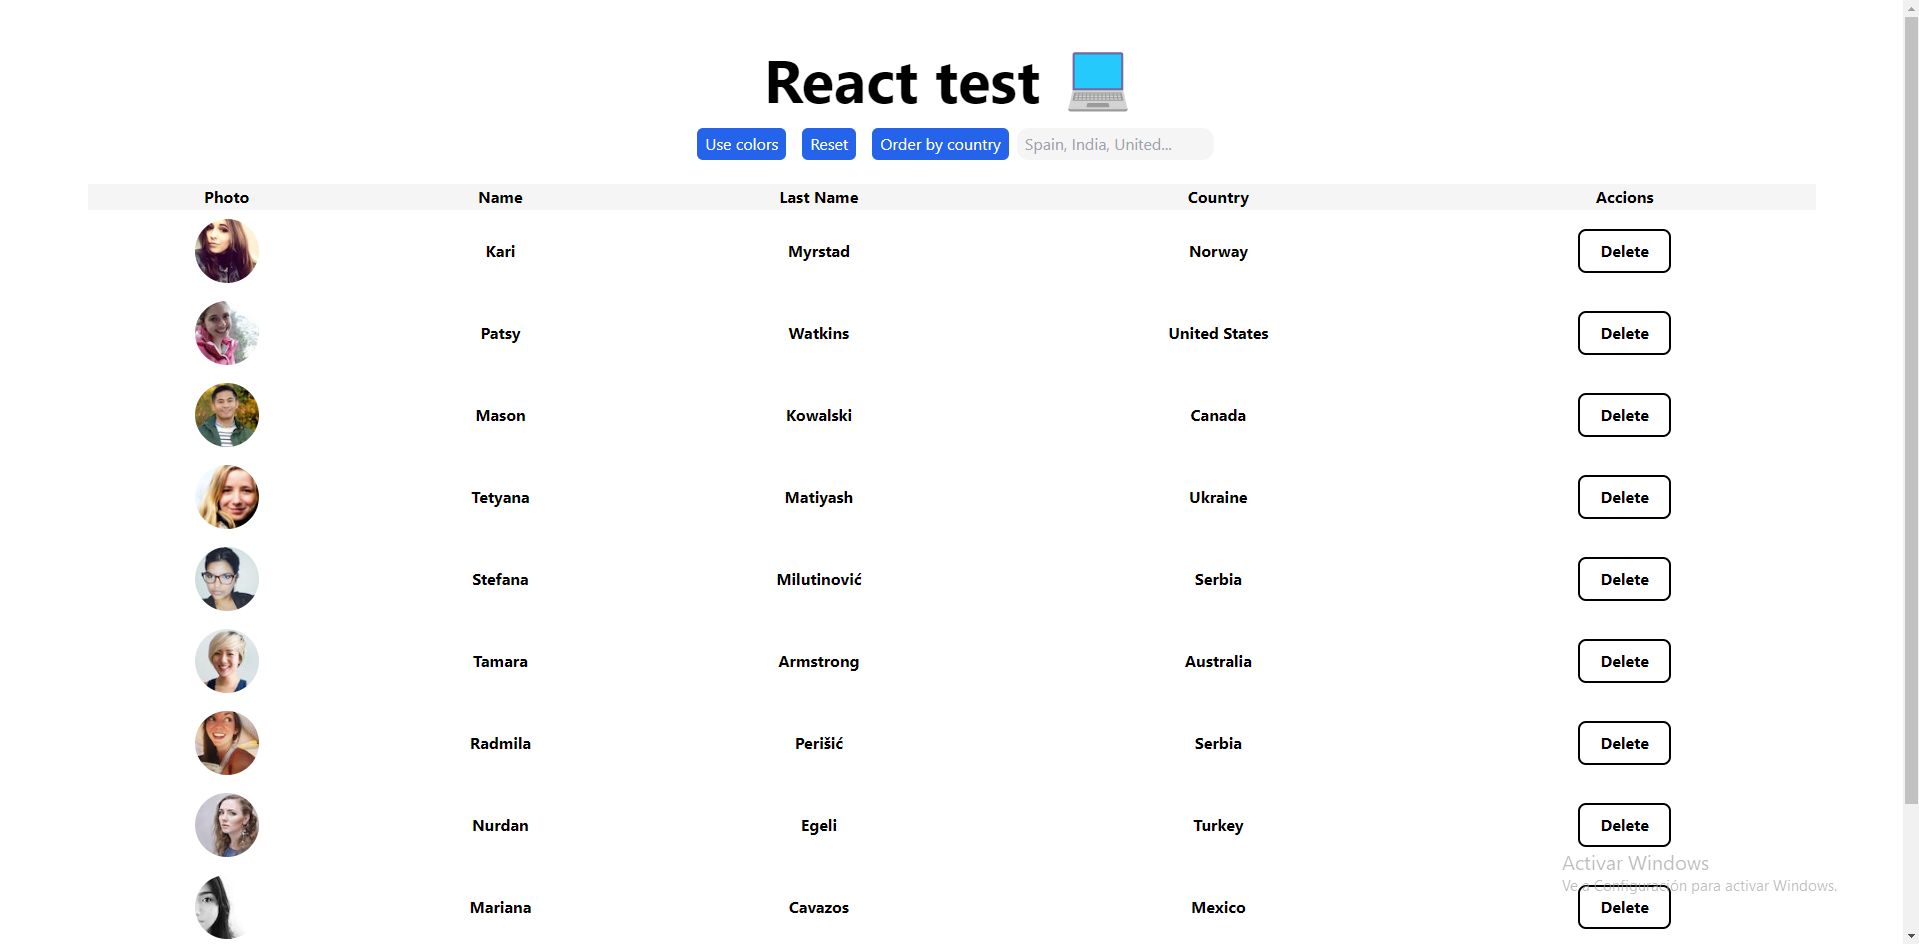 React test
Use colors Reset Order by country Spain, India, United...
Photo Name Last Name Country Accions
Kari Myrstad Norway Delete
Patsy Watkins United States Delete
Mason Kowalski Canada Delete
Tetyana Matiyash Ukraine Delete
Stefana Milutinović Serbia Delete
Tamara Armstrong Australia Delete
Radmila Perišić Serbia Delete
Nurdan Egeli Turkey Delete
Activar Windows
Ve a Configuración para activar Windows.
Mariana Cavazos Mexico Delete